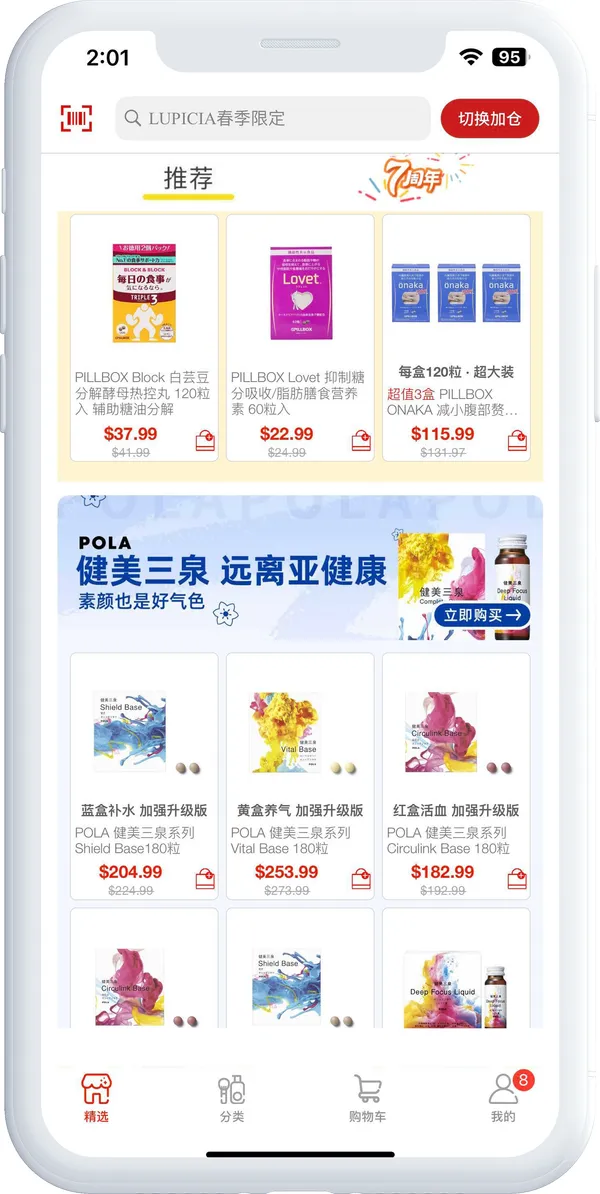 2:01
95
LUPICIA春季限定
切换加仓
推荐
7周年
お徳用2個パック!
BLOCK & BLOCK
毎日の食事が
気になるなら。
TRIPLE 3
Lovet.
PILLBOX
onaka
onaka
onaka
每盒120粒 · 超大装
PILLBOX Block 白芸豆
分解酵母热控丸 120粒
入 辅助糖油分解
$37.99
$41.99
PILLBOX Lovet 抑制糖
分吸收/脂肪膳食营养
素 60粒入
$22.99
$24.99
超值3盒 PILLBOX
ONAKA 减小腹部赘…
$115.99
$131.97
POLAPOLAPOLAPOL
POLA
健美三泉 远离亚健康
素颜也是好气色
健美三泉
健美三泉
Deep Focus
Liquid
立即购买→
健美三泉
Shield Base
健美三泉
Vital Base
POLA
健美三泉
Circulink Base
蓝盒补水 加强升级版
黄盒养气 加强升级版
红盒活血 加强升级版
POLA 健美三泉系列
Shield Base180粒
$204.99
$224.99
POLA 健美三泉系列
Vital Base 180粒
$253.99
$273.99
POLA 健美三泉系列
Circulink Base 180粒
$182.99
$192.99
健美三泉
Circulink Base
健美三泉
Shield Base
健美三泉
Deep Focus Liquid
精选
分类
购物车
8
我的